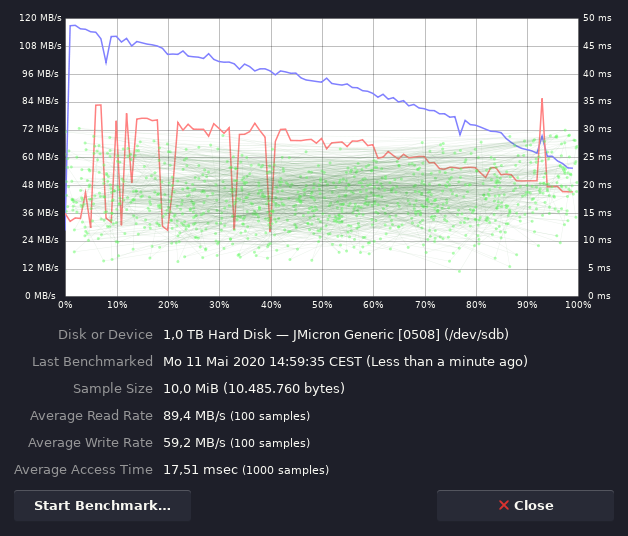 120 MB/s 50 ms
108 MB/s 45 ms
96 MB/s 40 ms
84 MB/s 35 ms
72 MB/s 30 ms
60 MB/s 25 ms
48 MB/s 20 ms
36 MB/s 15 ms
24 MB/s 10 ms
12 MB/s 5 ms
0 MB/s 0 ms
0% 10% 20% 30% 40% 50% 60% 70% 80% 90% 100%
Disk or Device 1,0 TB Hard Disk — JMicron Generic [0508] (/dev/sdb)
Last Benchmarked Mo 11 Mai 2020 14:59:35 CEST (Less than a minute ago)
Sample Size 10,0 MiB (10.485.760 bytes)
Average Read Rate 89,4 MB/s (100 samples)
Average Write Rate 59,2 MB/s (100 samples)
Average Access Time 17,51 msec (1000 samples)
Start Benchmark... Close